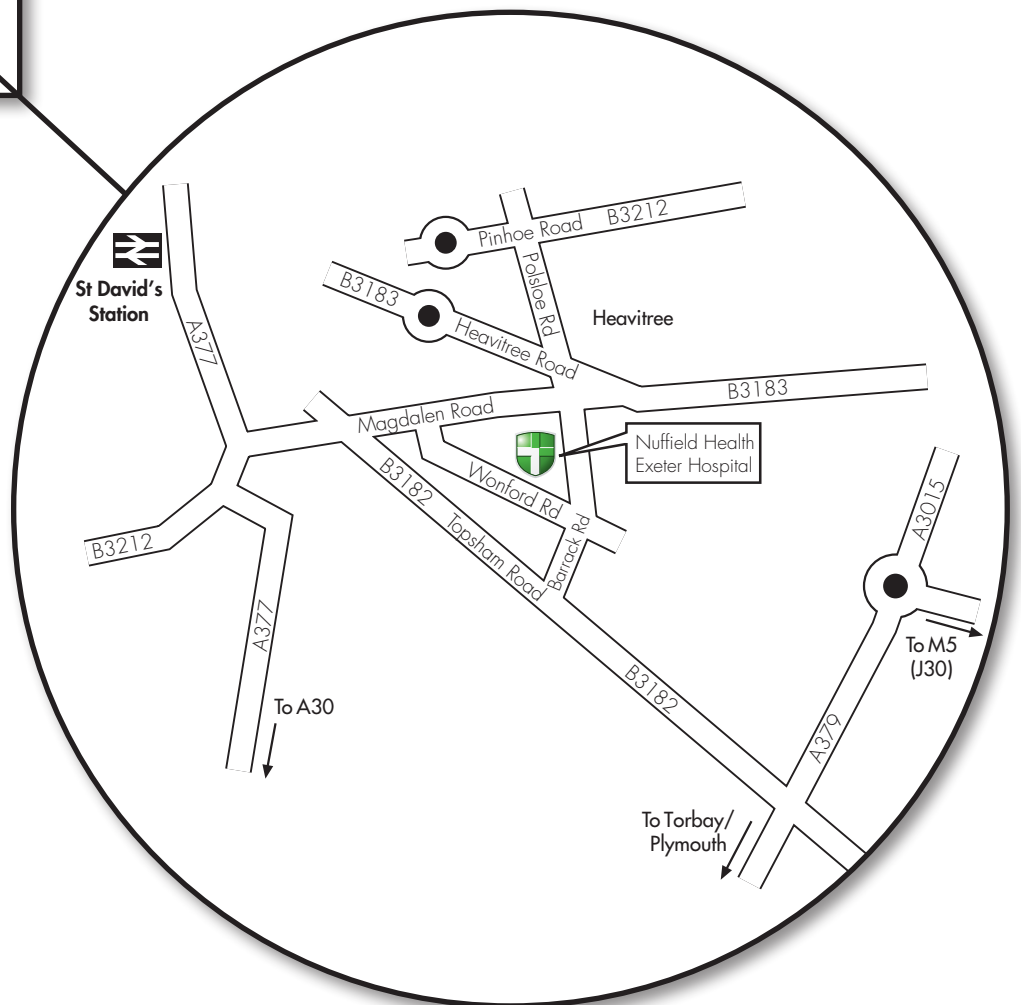 Pinhoe Road
B3212
Polsloe Rd
St David's
Station
B3183
Heavitree
Heavitree Road
A377
B3183
Magdalen Road
Nuffield Health
Exeter Hospital
B3182
Wonford Rd
A3015
Topsham Road
Barrack Rd
B3212
A377
To M5
(J30)
B3182
To A30
A379
To Torbay/
Plymouth